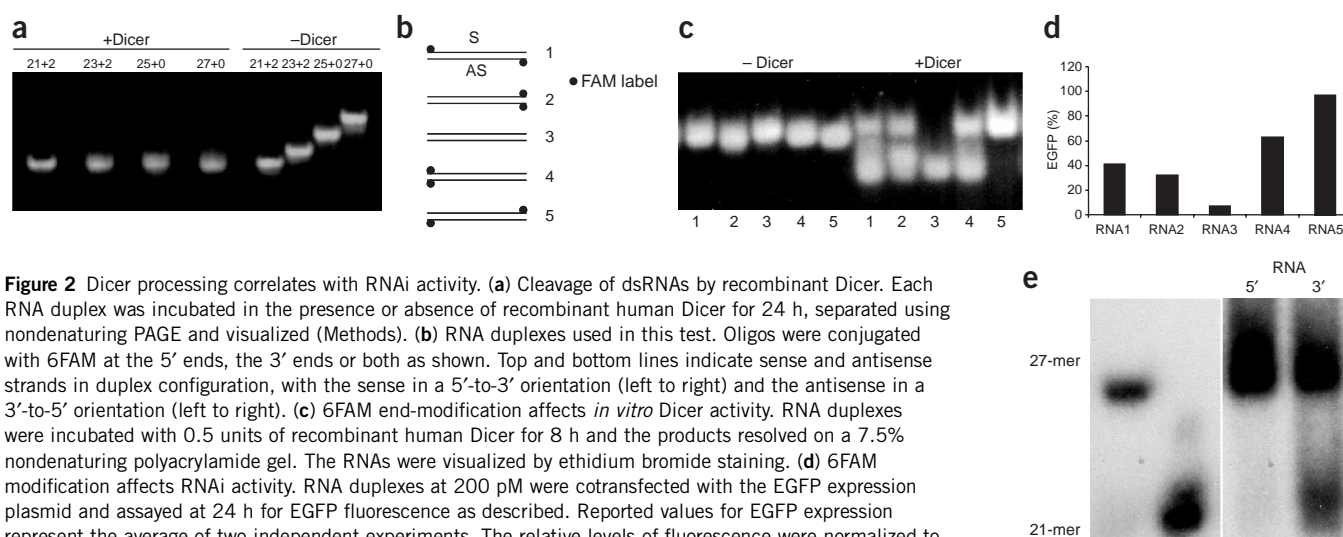 a
+Dicer –Dicer
21+2 23+2 25+0 27+0 21+2 23+2 25+0 27+0
b
S
1
AS
FAM label
2
3
4
5
c
– Dicer +Dicer
1 2 3 4 5 1 2 3 4 5
d
120
100
80
60
40
20
0
EGFP (%)
RNA1 RNA2 RNA3 RNA4 RNA5
Figure 2 Dicer processing correlates with RNAi activity. (a) Cleavage of dsRNAs by recombinant Dicer. Each
RNA duplex was incubated in the presence or absence of recombinant human Dicer for 24 h, separated using
nondenaturing PAGE and visualized (Methods). (b) RNA duplexes used in this test. Oligos were conjugated
with 6FAM at the 5′ ends, the 3′ ends or both as shown. Top and bottom lines indicate sense and antisense
strands in duplex configuration, with the sense in a 5′-to-3′ orientation (left to right) and the antisense in a
3′-to-5′ orientation (left to right). (c) 6FAM end-modification affects in vitro Dicer activity. RNA duplexes
were incubated with 0.5 units of recombinant human Dicer for 8 h and the products resolved on a 7.5%
nondenaturing polyacrylamide gel. The RNAs were visualized by ethidium bromide staining. (d) 6FAM
modification affects RNAi activity. RNA duplexes at 200 pM were cotransfected with the EGFP expression
plasmid and assayed at 24 h for EGFP fluorescence as described. Reported values for EGFP expression
represent the average of two independent experiments. The relative levels of fluorescence were normalized to
e
RNA
5′ 3′
27-mer
21-mer